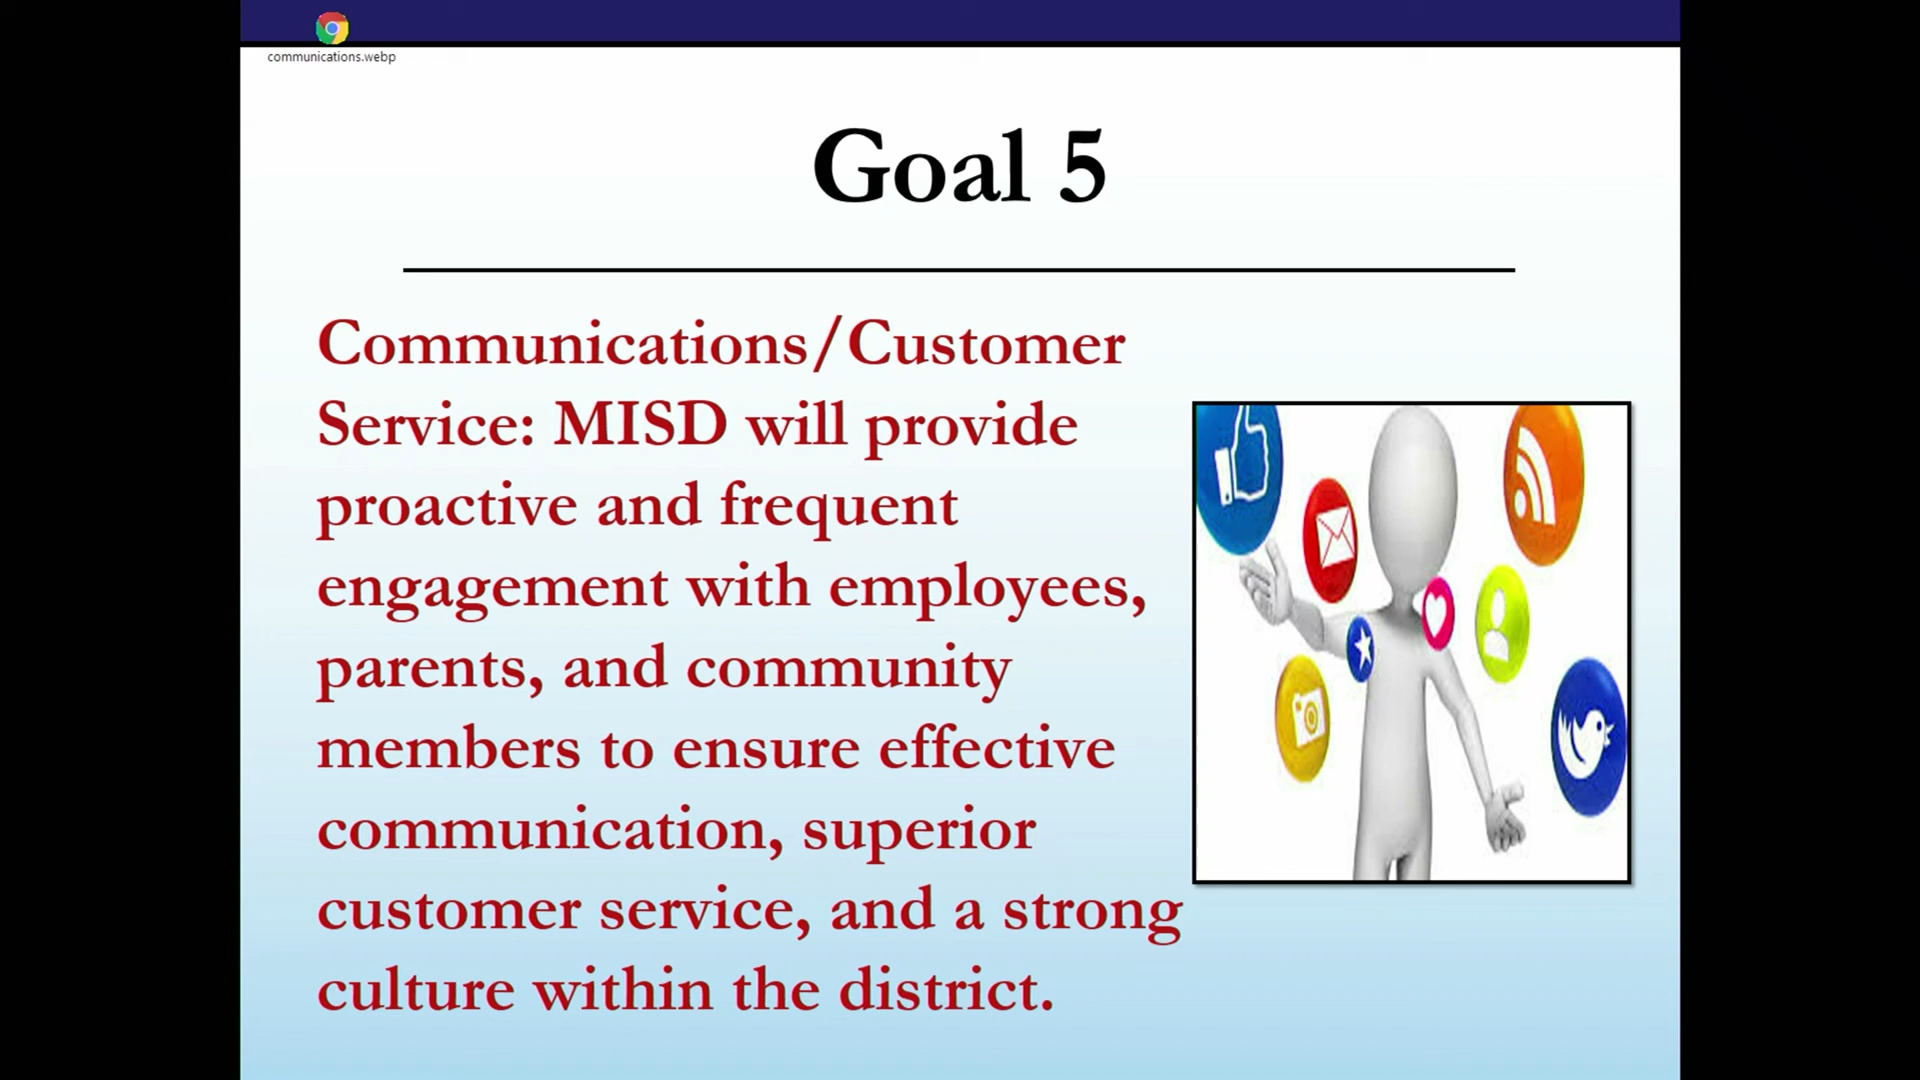 communications.webp
Goal 5
Communications/Customer
Service: MISD will provide
proactive and frequent
engagement with employees,
parents, and community
members to ensure effective
communication, superior
customer service, and a strong
culture within the district.